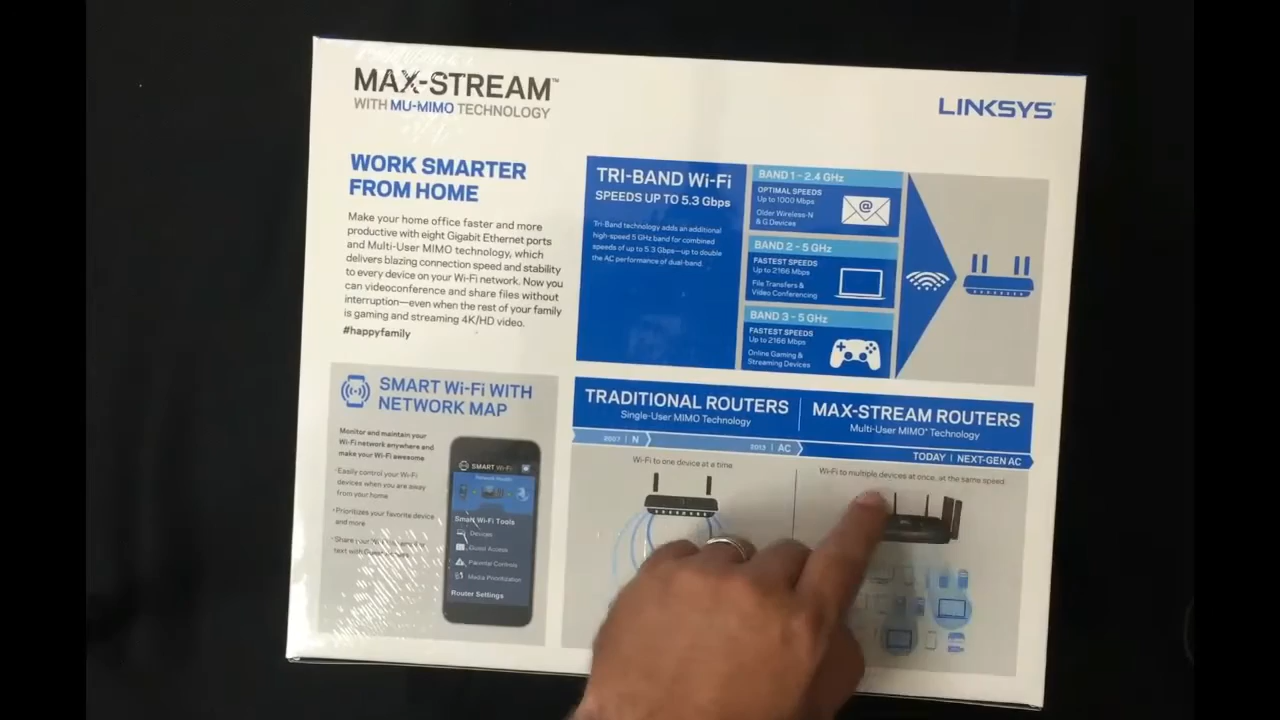 MAX-STREAM™
WITH MU-MIMO TECHNOLOGY
LINKSYS
WORK SMARTER
FROM HOME
Make your home office faster and more
productive with eight Gigabit Ethernet ports
and Multi-User MIMO technology, which
delivers blazing connection speed and stability
to every device on your Wi-Fi network. Now you
can videoconference and share files without
interruption—even when the rest of your family
is gaming and streaming 4K/HD video.
#happyfamily
TRI-BAND Wi-Fi
SPEEDS UP TO 5.3 Gbps
Tri-Band technology adds an additional
high-speed 5 GHz band for combined
speeds of up to 5.3 Gbps—up to double
the AC performance of dual-band.
BAND 1 - 2.4 GHz
OPTIMAL SPEEDS
Up to 1000 Mbps
Older Wireless-N
& G Devices
BAND 2 - 5 GHz
FASTEST SPEEDS
Up to 2166 Mbps
File Transfers &
Video Conferencing
BAND 3 - 5 GHz
FASTEST SPEEDS
Up to 2166 Mbps
Online Gaming &
Streaming Devices
SMART Wi-Fi WITH
NETWORK MAP
Monitor and maintain your
Wi-Fi network anywhere and
make your Wi-Fi awesome
•Easily control your Wi-Fi
devices when you are away
from your home
•Prioritizes your favorite device
and more
•Share your
text with
SMART Wi-Fi
Smart Wi-Fi Tools
Devices
Guest Access
Parental Controls
Media Prioritization
Router Settings
TRADITIONAL ROUTERS
Single-User MIMO Technology
2007 | N
2013 | AC
Wi-Fi to one device at a time
MAX-STREAM ROUTERS
Multi-User MIMO* Technology
TODAY | NEXT-GEN AC
Wi-Fi to multiple devices at once, at the same speed.